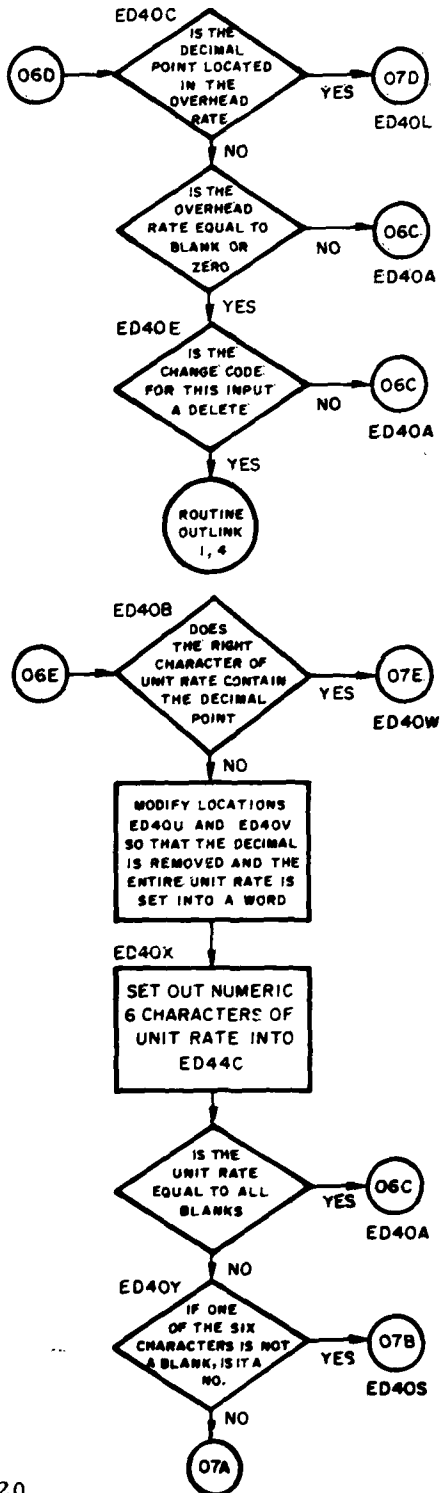 ED40C
IS THE
DECIMAL
POINT LOCATED
IN THE
OVERHEAD
RATE
06D
YES
07D
ED40L
NO
IS THE
OVERHEAD
RATE EQUAL TO
BLANK OR
ZERO
NO
06C
ED40A
YES
ED40E
IS THE
CHANGE CODE
FOR THIS INPUT
A DELETE
NO
06C
ED40A
YES
ROUTINE
OUTLINK
1, 4
ED40B
DOES
THE RIGHT
CHARACTER OF
UNIT RATE CONTAIN
THE DECIMAL
POINT
06E
YES
07E
ED40W
NO
MODIFY LOCATIONS
ED40U AND ED40V
SO THAT THE DECIMAL
IS REMOVED AND THE
ENTIRE UNIT RATE IS
SET INTO A WORD
ED40X
SET OUT NUMERIC
6 CHARACTERS OF
UNIT RATE INTO
ED44C
IS THE
UNIT RATE
EQUAL TO ALL
BLANKS
YES
06C
ED40A
NO
ED40Y
IF ONE
OF THE SIX
CHARACTERS IS NOT
A BLANK, IS IT A
NO.
YES
07B
ED40S
NO
07A
20